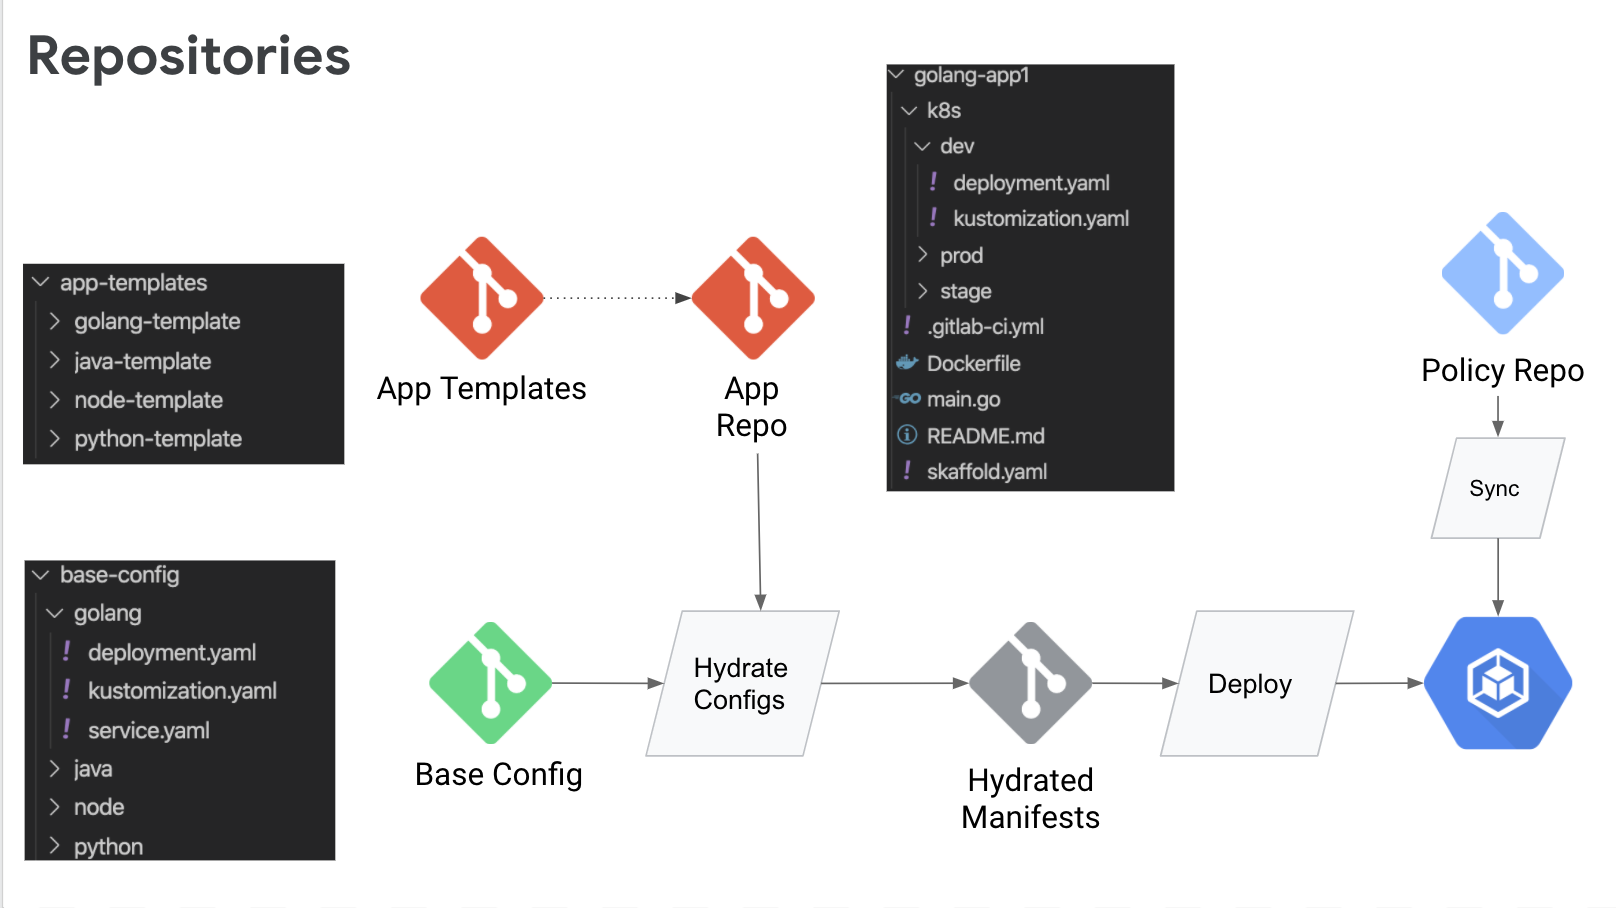 Repositories
app-templates
golang-template
java-template
node-template
python-template
App Templates
App
Repo
golang-app1
k8s
dev
deployment.yaml
kustomization.yaml
prod
stage
.gitlab-ci.yml
Dockerfile
GO main.go
README.md
skaffold.yaml
Policy Repo
Sync
base-config
golang
deployment.yaml
kustomization.yaml
service.yaml
java
node
python
Base Config
Hydrate
Configs
Hydrated
Manifests
Deploy